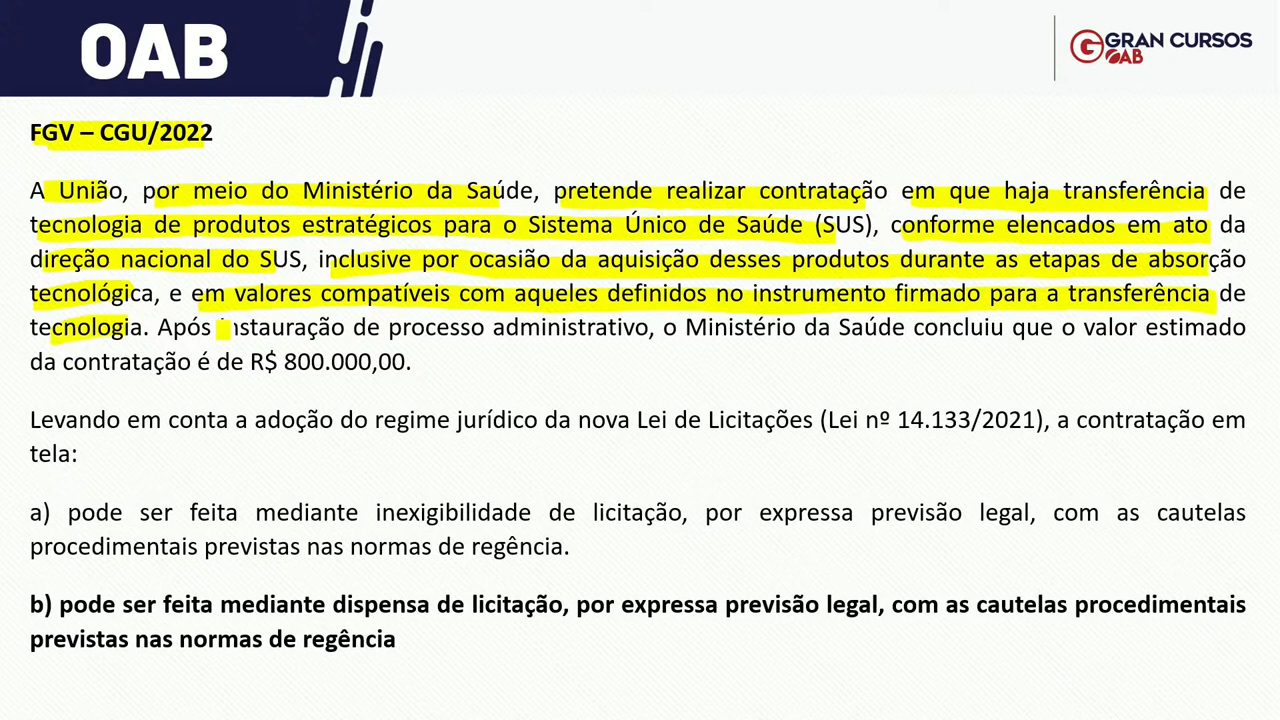 OAB
GRAN CURSOS
OAB
FGV – CGU/2022
A União, por meio do Ministério da Saúde, pretende realizar contratação em que haja transferência de
tecnologia de produtos estratégicos para o Sistema Único de Saúde (SUS), conforme elencados em ato da
direção nacional do SUS, inclusive por ocasião da aquisição desses produtos durante as etapas de absorção
tecnológica, e em valores compatíveis com aqueles definidos no instrumento firmado para a transferência de
tecnologia. Após instauração de processo administrativo, o Ministério da Saúde concluiu que o valor estimado
da contratação é de R$ 800.000,00.
Levando em conta a adoção do regime jurídico da nova Lei de Licitações (Lei nº 14.133/2021), a contratação em
tela:
a) pode ser feita mediante inexigibilidade de licitação, por expressa previsão legal, com as cautelas
procedimentais previstas nas normas de regência.
b) pode ser feita mediante dispensa de licitação, por expressa previsão legal, com as cautelas procedimentais
previstas nas normas de regência